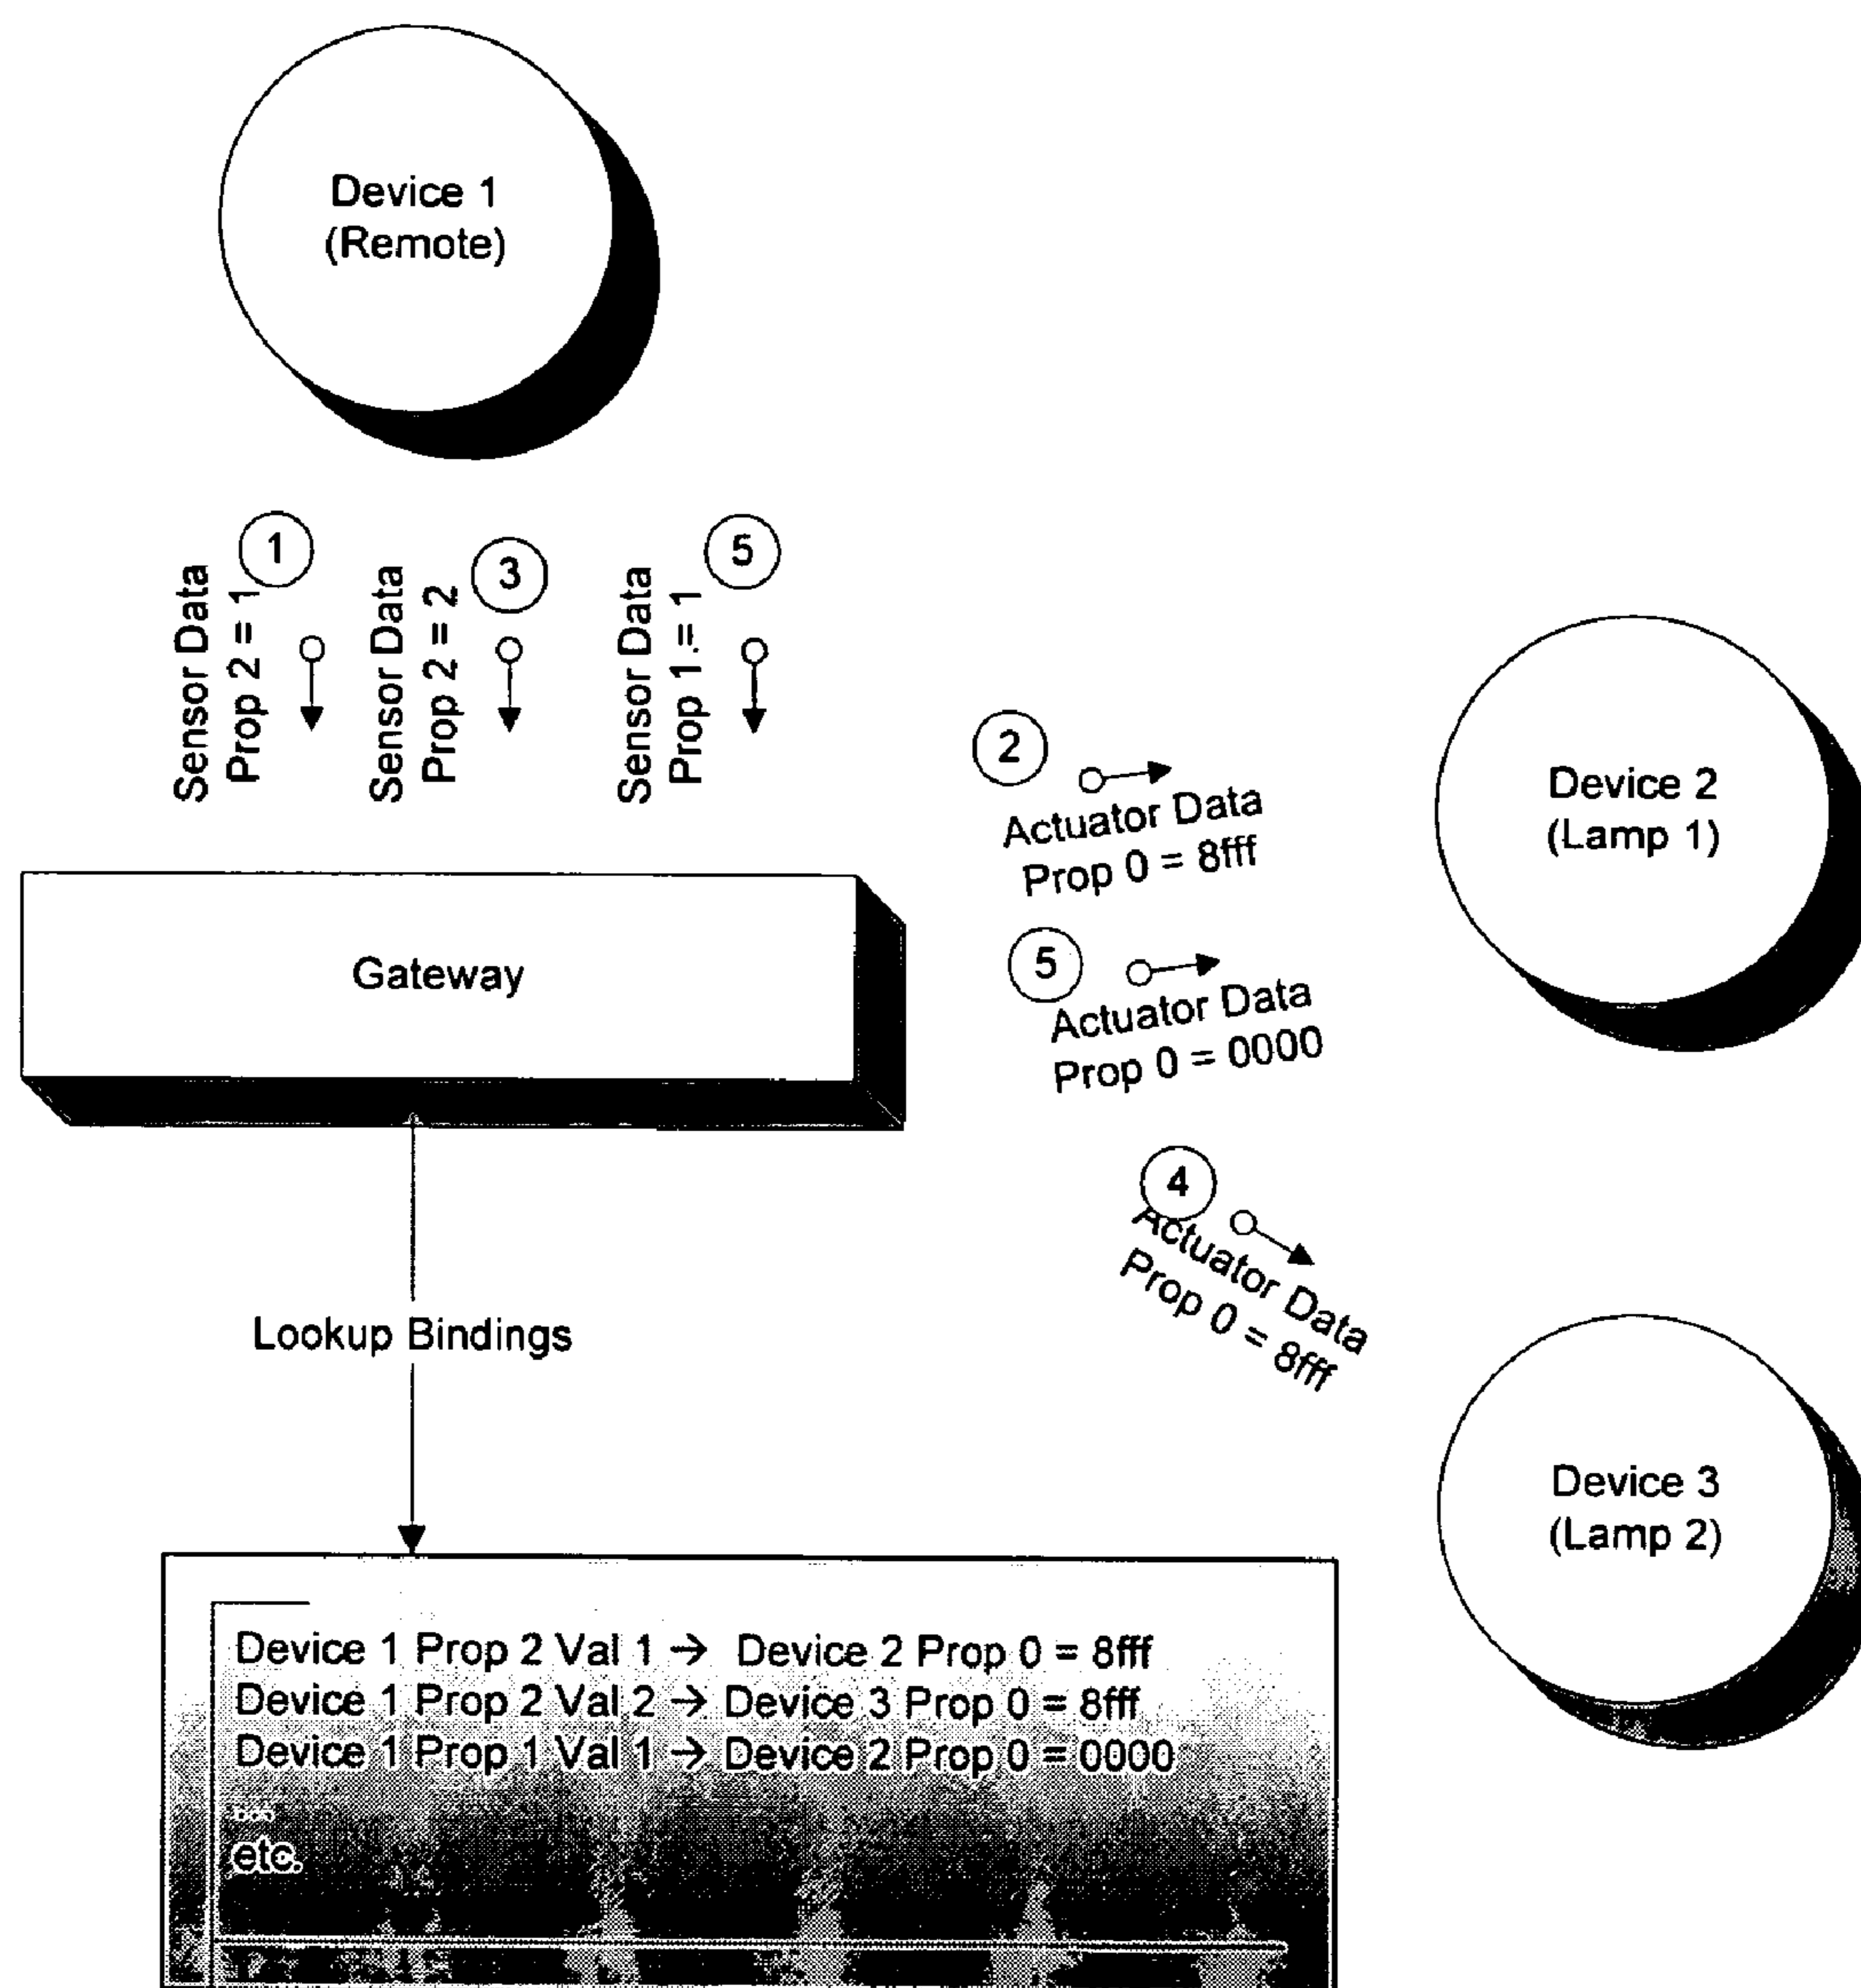 Device 1
(Remote)
1
Sensor Data
Prop 2 = 1
3
Sensor Data
Prop 2 = 2
5
Sensor Data
Prop 1.= 1
2
Actuator Data
Prop 0 = 8fff
Device 2
(Lamp 1)
Gateway
5
Actuator Data
Prop 0 = 0000
4
Actuator Data
Prop 0 = 8fff
Lookup Bindings
Device 3
(Lamp 2)
Device 1 Prop 2 Val 1 → Device 2 Prop 0 = 8fff
Device 1 Prop 2 Val 2 → Device 3 Prop 0 = 8fff
Device 1 Prop 1 Val 1 → Device 2 Prop 0 = 0000
etc.